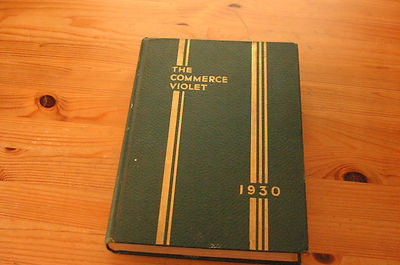 THE
COMMERCE
VIOLET
1930